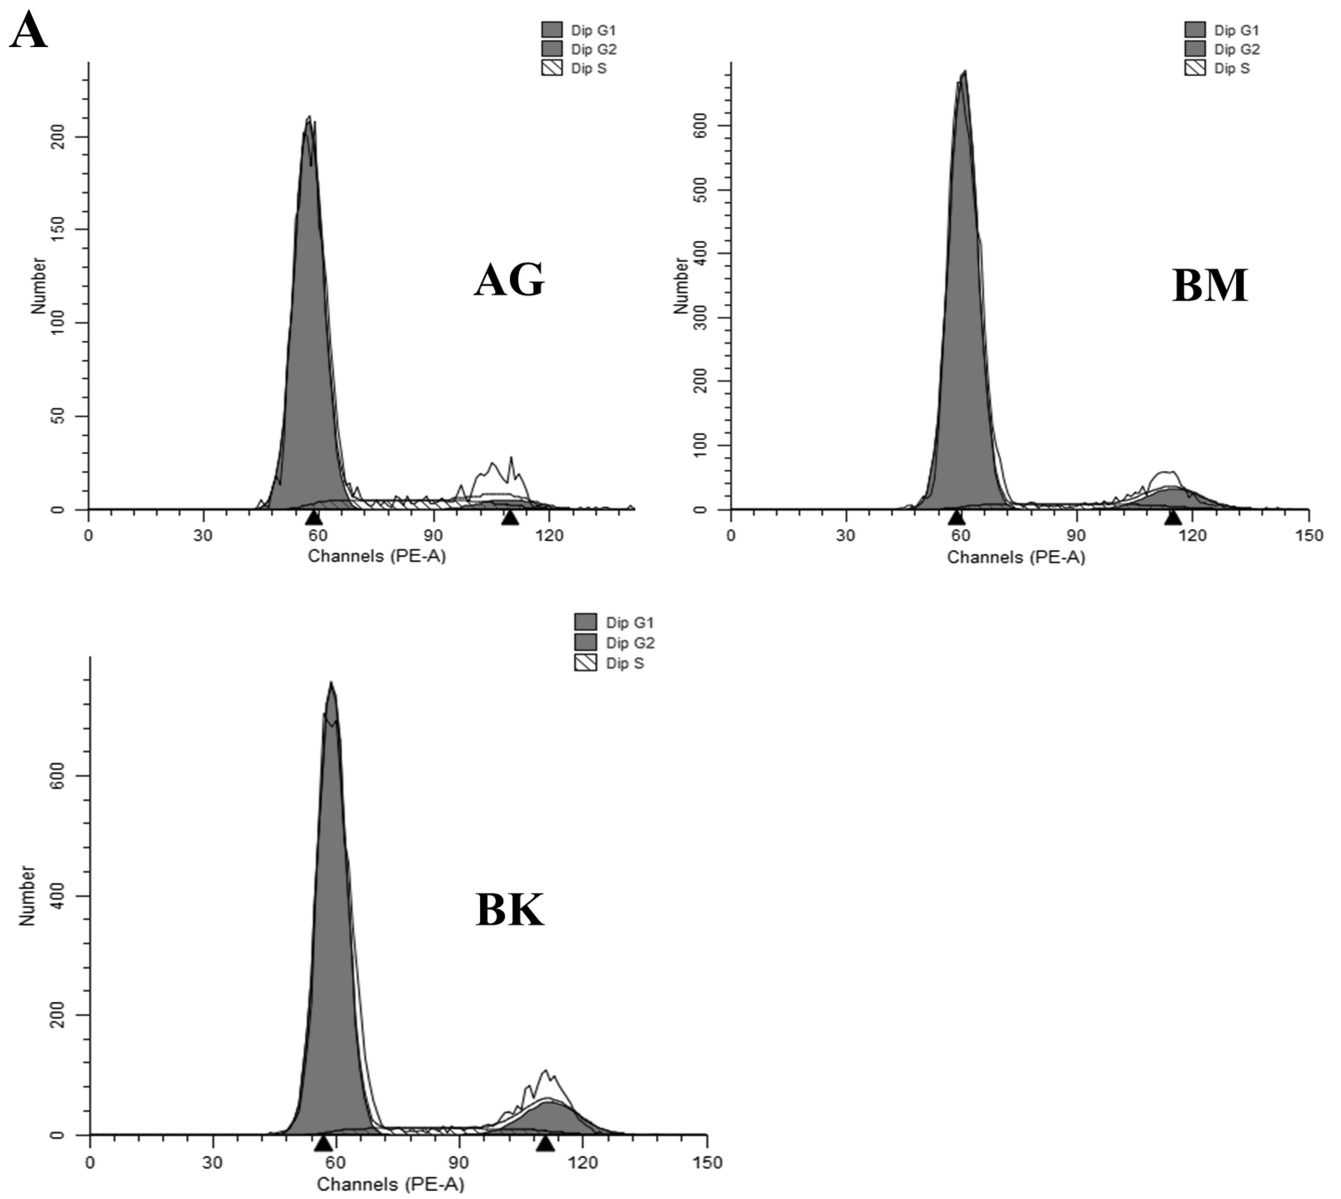 A
Dip G1
Dip G2
Dip S
200
150
100
50
0
Number
AG
0 30 60 90 120
Channels (PE-A)
Dip G1
Dip G2
Dip S
600
500
400
300
200
100
0
Number
BM
0 30 60 90 120 150
Channels (PE-A)
Dip G1
Dip G2
Dip S
600
400
200
0
Number
BK
0 30 60 90 120 150
Channels (PE-A)